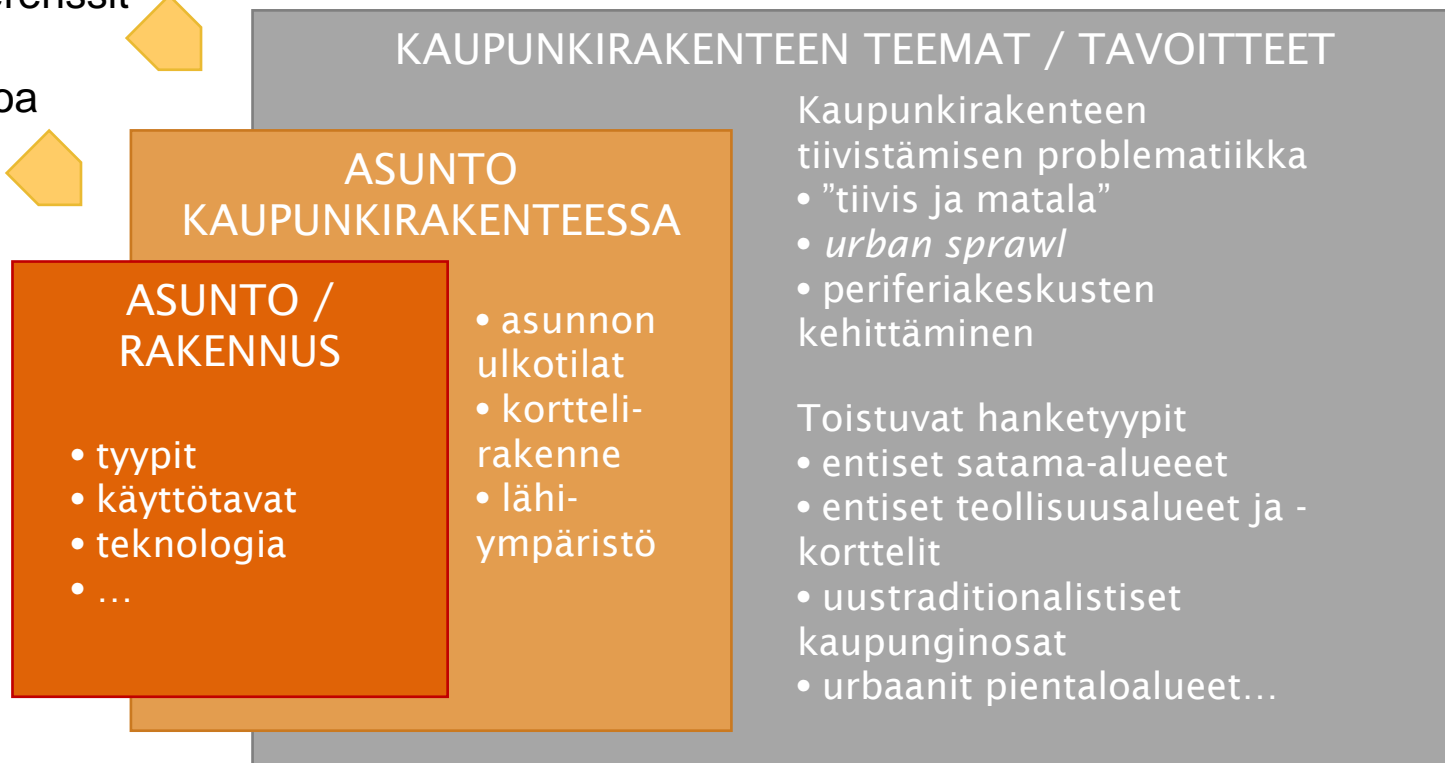 KAUPUNKIRAKENTEEN TEEMAT / TAVOITTEET
ASUNTO
KAUPUNKIRAKENTEESSA
ASUNTO /
RAKENNUS
• tyypit
• käyttötavat
• teknologia
• …
• asunnon
ulkotilat
• kortteli-
rakenne
• lähi-
ympäristö
Kaupunkirakenteen
tiivistämisen problematiikka
• ”tiivis ja matala”
• urban sprawl
• periferiakeskusten
kehittäminen
Toistuvat hanketyypit
• entiset satama-alueeet
• entiset teollisuusalueet ja -
korttelit
• uustraditionalistiset
kaupunginosat
• urbaanit pientaloalueet…